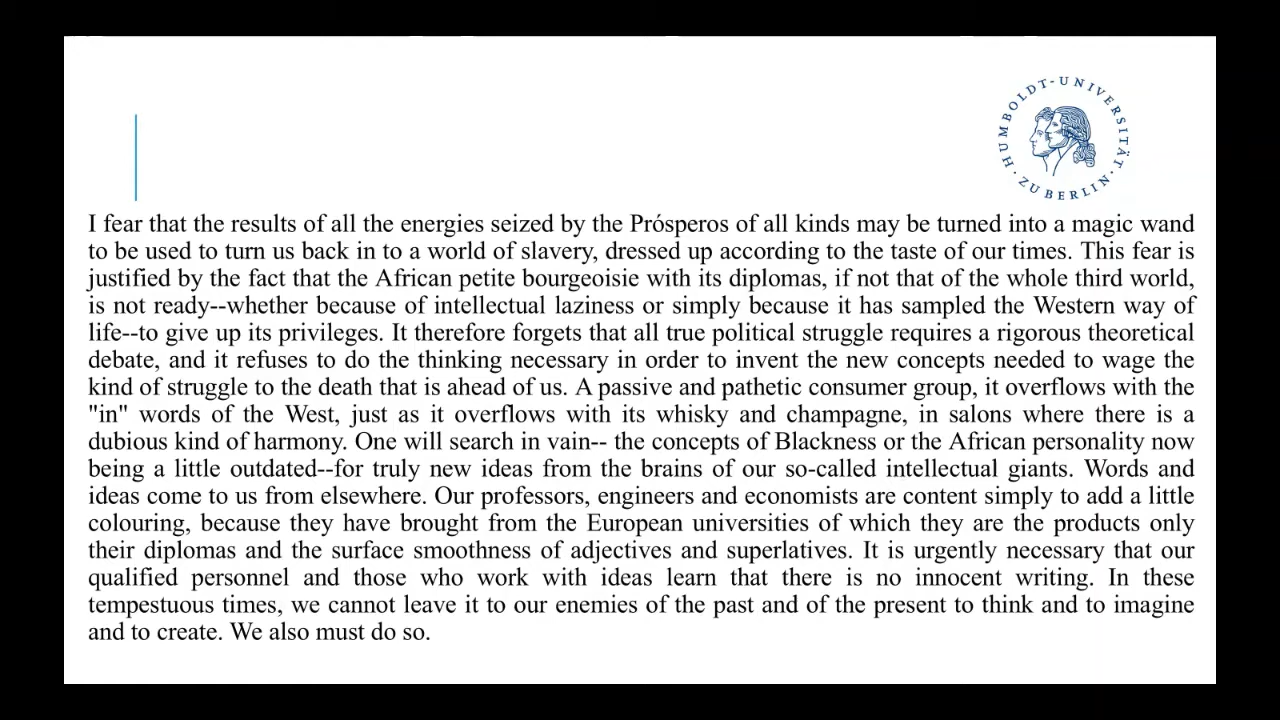 HUMBOLDT-UNIVERSITÄT · ZU BERLIN ·
I fear that the results of all the energies seized by the Prósperos of all kinds may be turned into a magic wand
to be used to turn us back in to a world of slavery, dressed up according to the taste of our times. This fear is
justified by the fact that the African petite bourgeoisie with its diplomas, if not that of the whole third world,
is not ready--whether because of intellectual laziness or simply because it has sampled the Western way of
life--to give up its privileges. It therefore forgets that all true political struggle requires a rigorous theoretical
debate, and it refuses to do the thinking necessary in order to invent the new concepts needed to wage the
kind of struggle to the death that is ahead of us. A passive and pathetic consumer group, it overflows with the
"in" words of the West, just as it overflows with its whisky and champagne, in salons where there is a
dubious kind of harmony. One will search in vain-- the concepts of Blackness or the African personality now
being a little outdated--for truly new ideas from the brains of our so-called intellectual giants. Words and
ideas come to us from elsewhere. Our professors, engineers and economists are content simply to add a little
colouring, because they have brought from the European universities of which they are the products only
their diplomas and the surface smoothness of adjectives and superlatives. It is urgently necessary that our
qualified personnel and those who work with ideas learn that there is no innocent writing. In these
tempestuous times, we cannot leave it to our enemies of the past and of the present to think and to imagine
and to create. We also must do so.